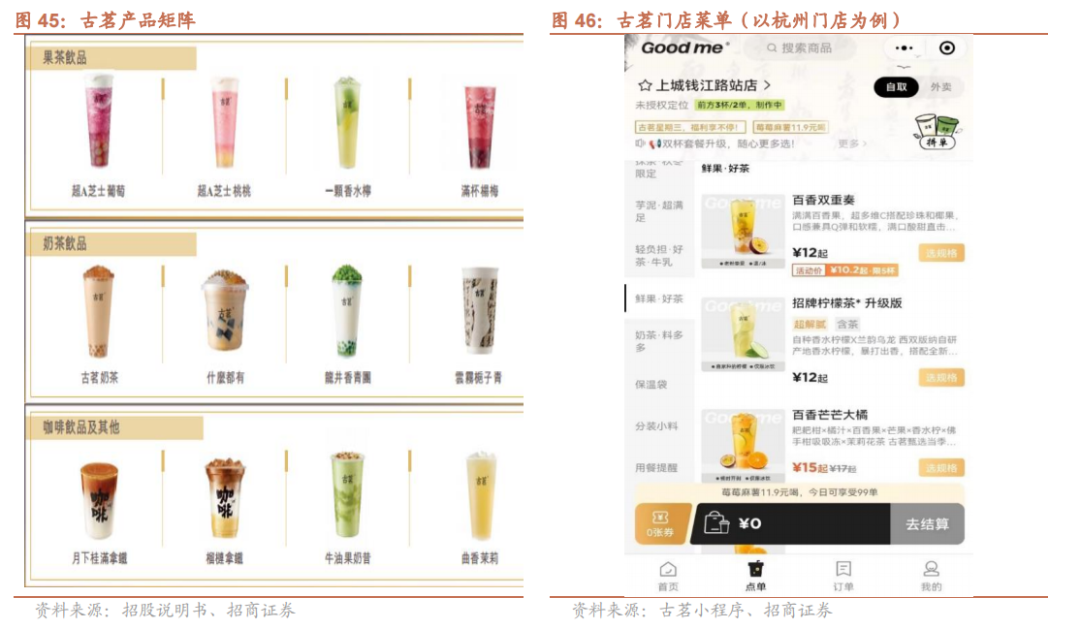 图 45：古茗产品矩阵
果茶飲品
超A芝士葡萄
超A芝士桃桃
一顆香水檸
滿杯楊梅
奶茶飲品
古茗奶茶
什麼都有
龍井香青團
雲霧梔子青
咖啡飲品及其他
咖啡
咖啡
月下桂滿拿鐵
榴槤拿鐵
牛油果奶昔
曲香茉莉
资料来源：招股说明书、招商证券
图 46：古茗门店菜单（以杭州门店为例）
Good me
搜索商品
上城钱江路站店
自取
外卖
未授权定位
前方3杯/2单，制作中
古茗星期三，福利享不停！
莓莓麻薯11.9元喝
双杯套餐升级，随心更多选！
更多
拼单
限定
芋泥·超满足
轻负担·好茶·牛乳
鲜果·好茶
奶茶·料多多
保温袋
分装小料
用餐提醒
鲜果·好茶
百香双重奏
满满百香果，超多维C搭配珍珠和椰果，
口感兼具Q弹和软糯，满口酸甜直击...
¥12起
选规格
活动价 ¥10.2起·限5杯
招牌柠檬茶* 升级版
超解腻 含茶
自种香水柠檬X兰韵乌龙 西双版纳自研
产地香水柠檬，暴打出香，搭配全新...
¥12起
选规格
百香芒芒大橘
粑粑柑×橘汁×百香果×芒果×香水柠×佛
手柑吸吸冻×茉莉花茶 古茗甄选当季...
¥15起 ¥17起
选规格
莓莓麻薯11.9元喝，今日可享受99单
0张券
¥0
去结算
首页
点单
订单
我的
资料来源：古茗小程序、招商证券